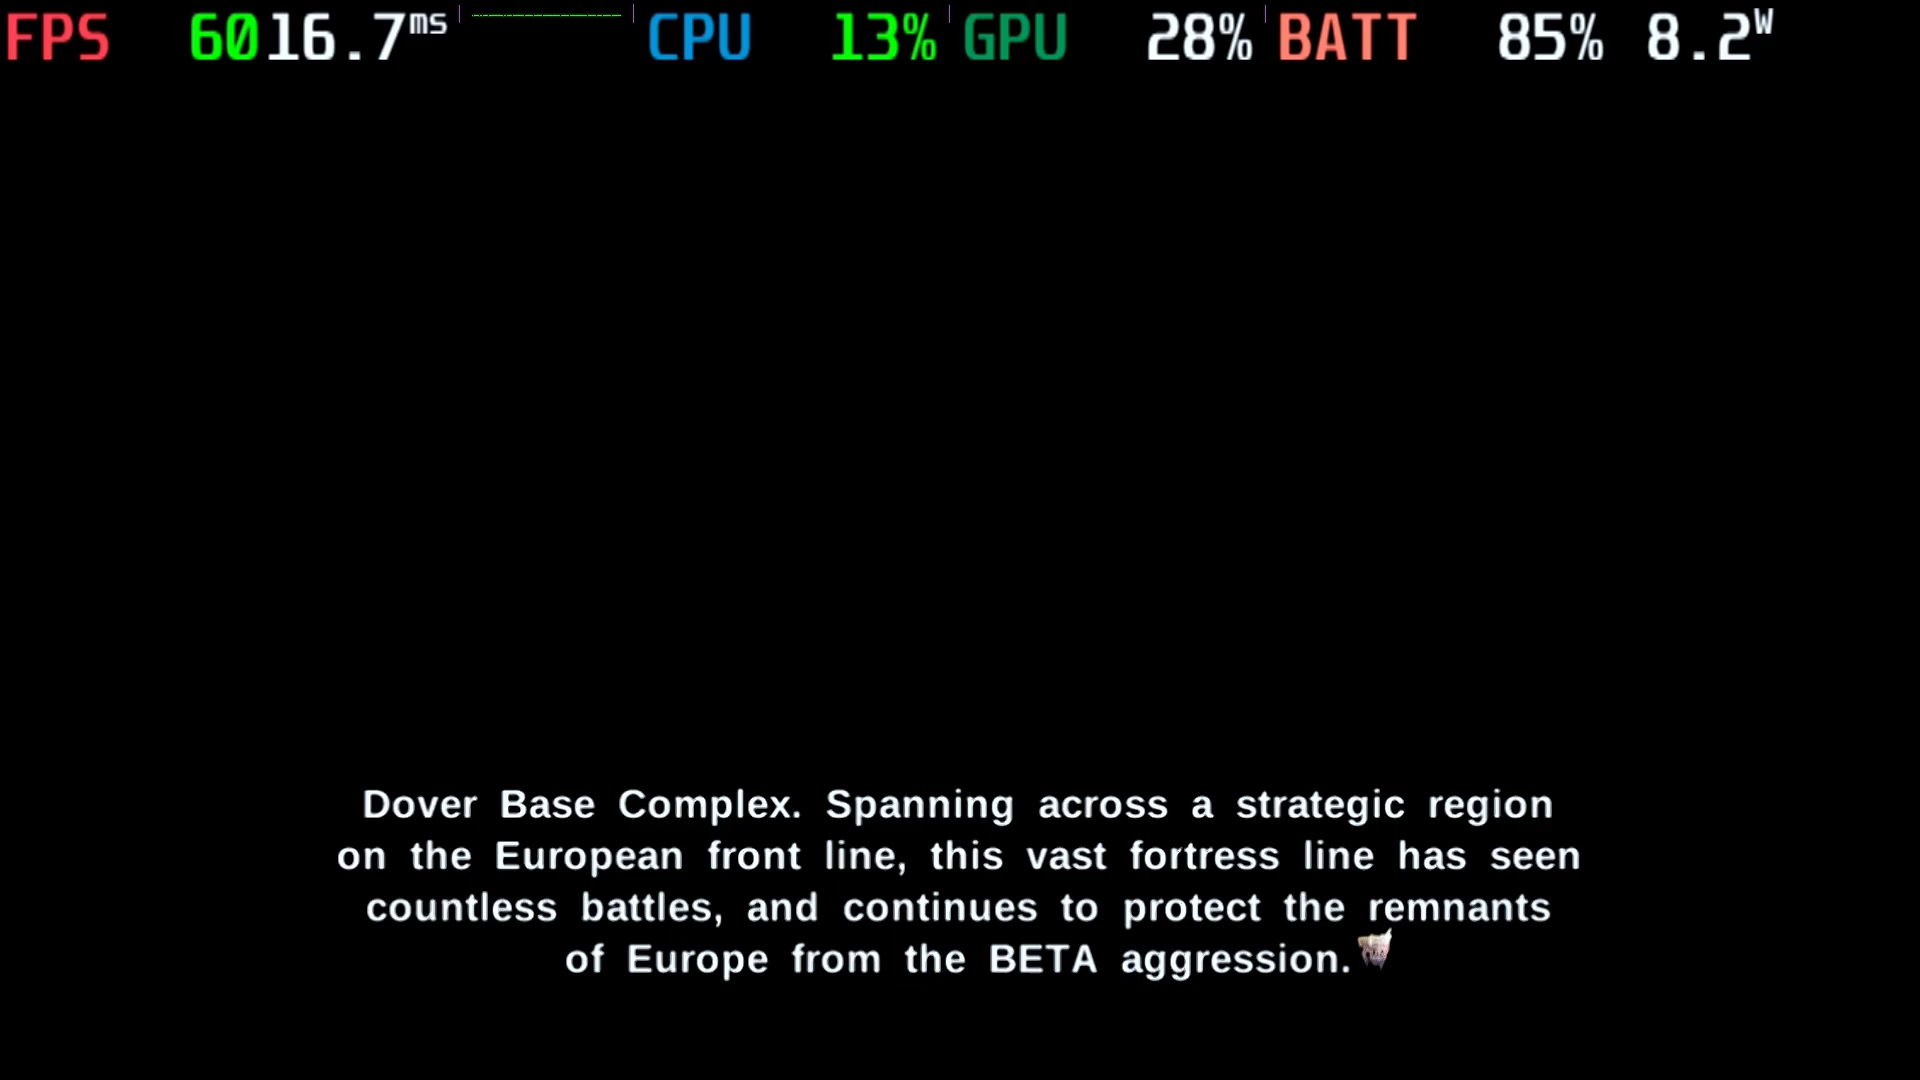 FPS 60 16.7ms CPU 13% GPU 28% BATT 85% 8.2W
Dover Base Complex. Spanning across a strategic region
on the European front line, this vast fortress line has seen
countless battles, and continues to protect the remnants
of Europe from the BETA aggression.